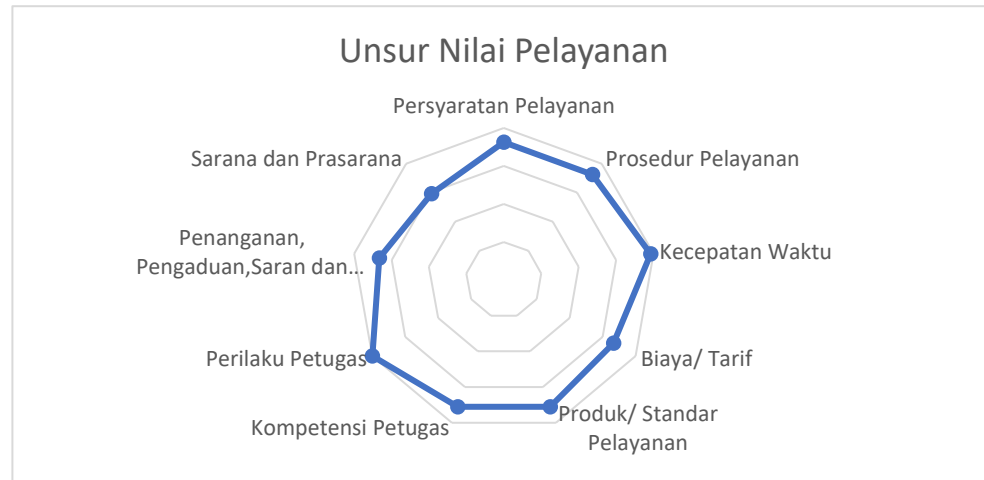 Unsur Nilai Pelayanan
Persyaratan Pelayanan
Prosedur Pelayanan
Kecepatan Waktu
Biaya/ Tarif
Produk/ Standar
Pelayanan
Kompetensi Petugas
Perilaku Petugas
Penanganan,
Pengaduan,Saran dan...
Sarana dan Prasarana